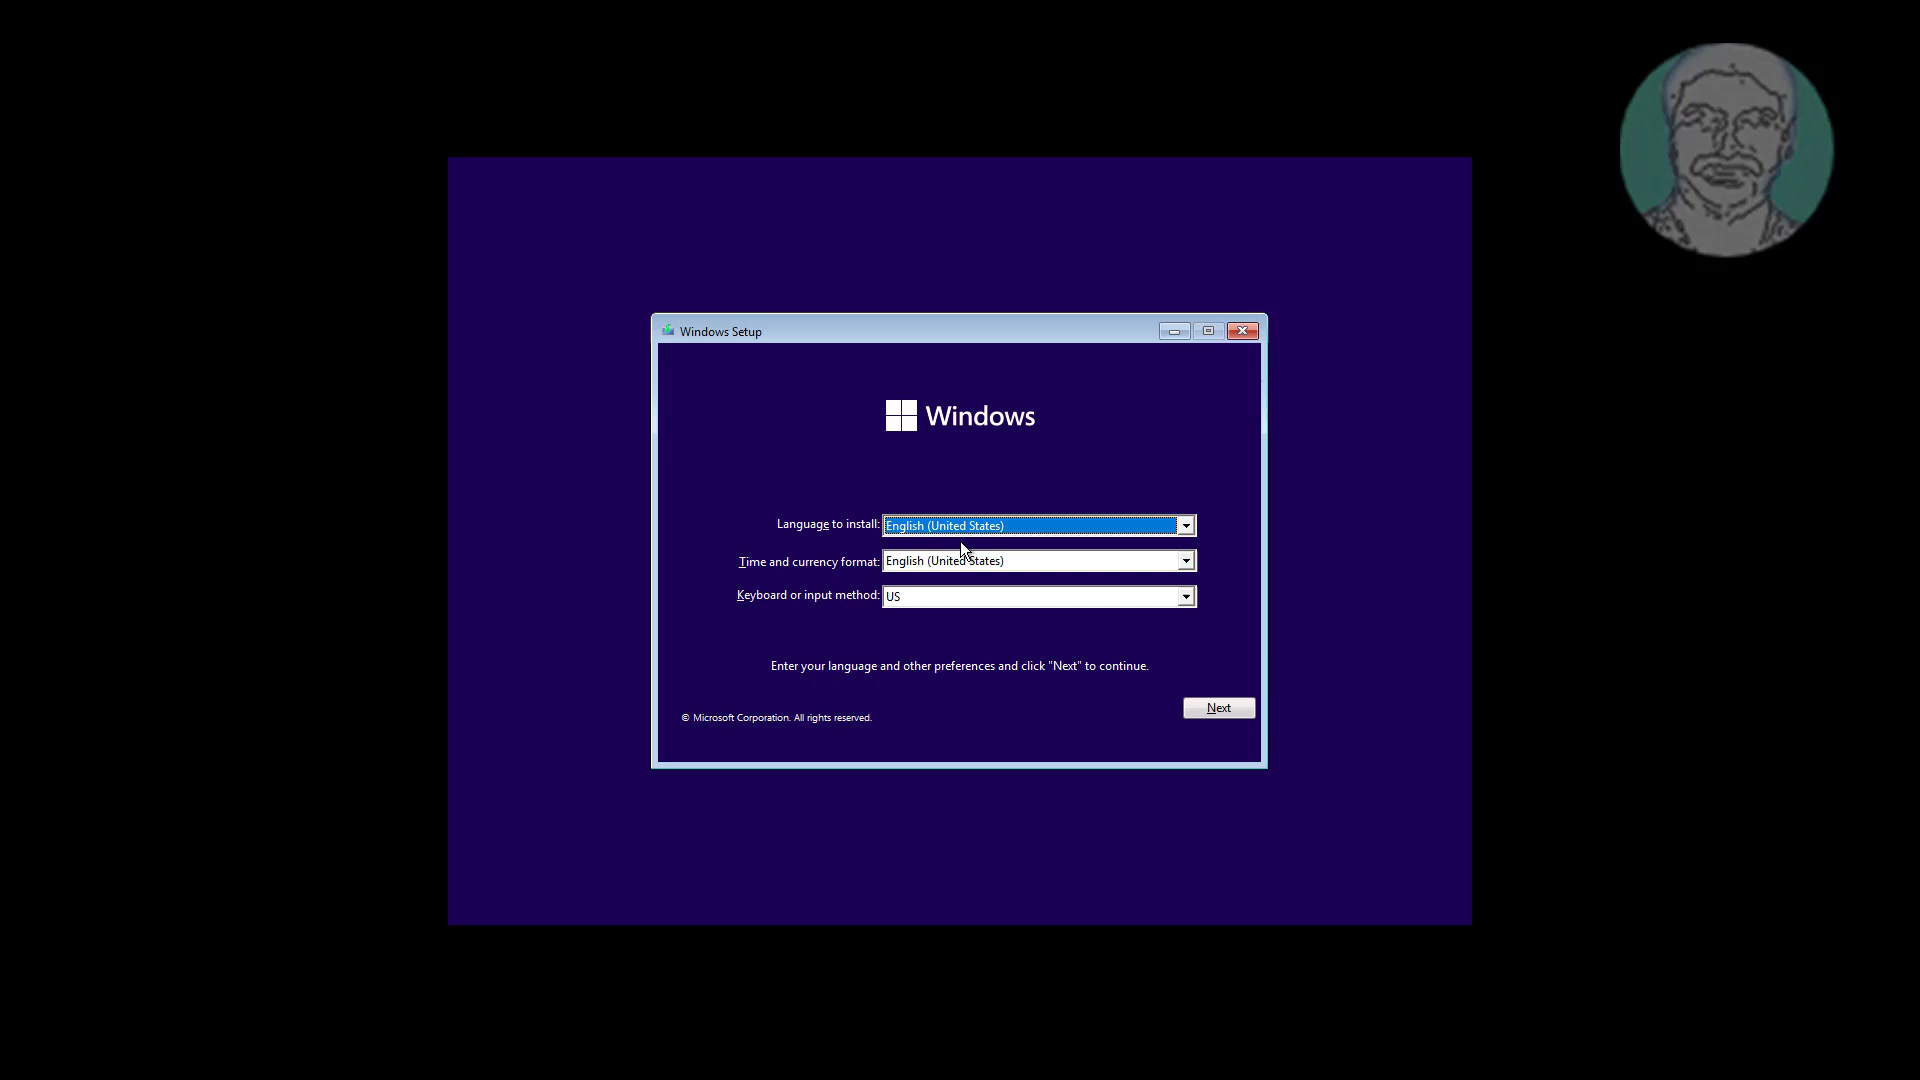 Windows Setup
Windows
Language to install: English (United States)
Time and currency format: English (United States)
Keyboard or input method: US
Enter your language and other preferences and click "Next" to continue.
Next
© Microsoft Corporation. All rights reserved.